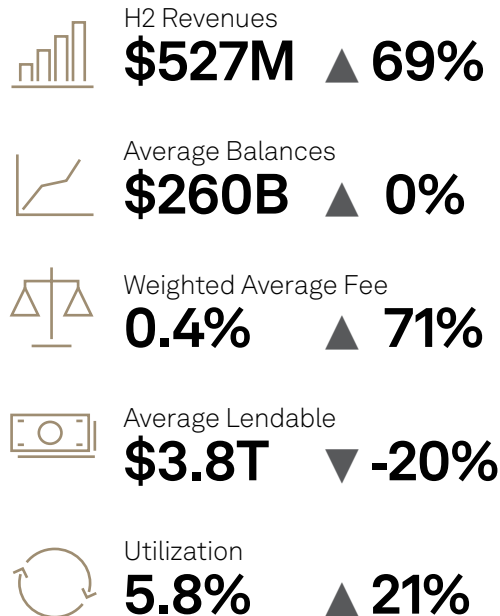 H2 Revenues
$527M ▲ 69%
Average Balances
$260B ▲ 0%
Weighted Average Fee
0.4% ▲ 71%
Average Lendable
$3.8T ▼ -20%
Utilization
5.8% ▲ 21%